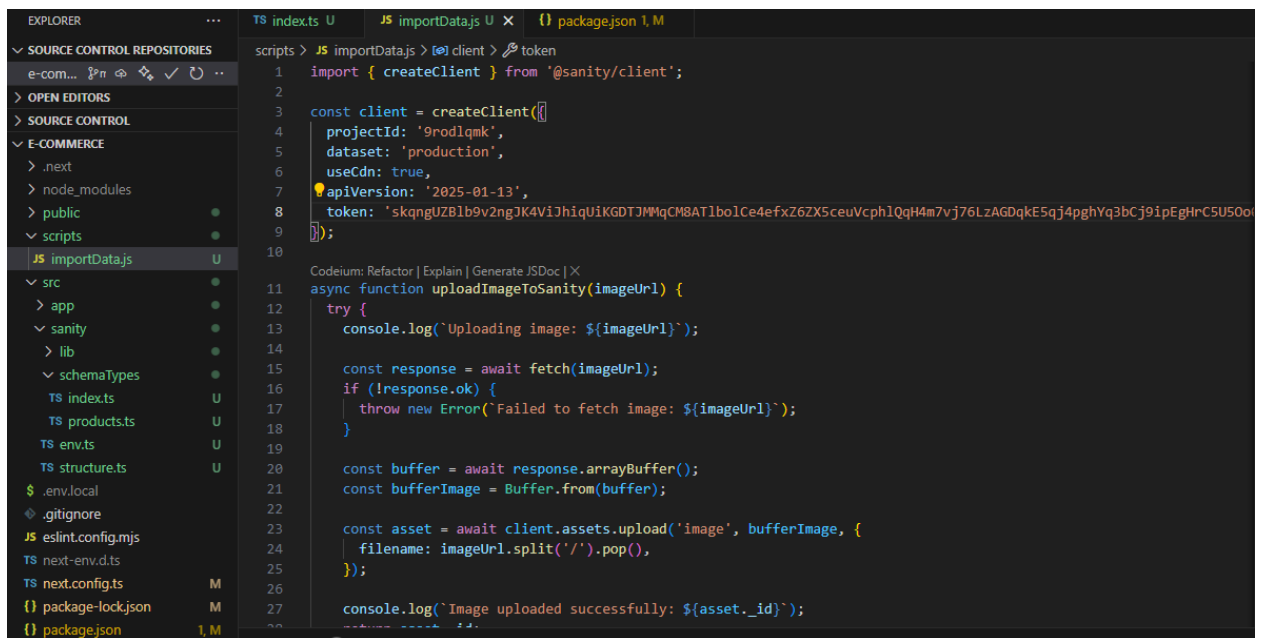 EXPLORER
SOURCE CONTROL REPOSITORIES
e-com...
OPEN EDITORS
SOURCE CONTROL
E-COMMERCE
.next
node_modules
public
scripts
JS importData.js U
src
app
sanity
lib
schemaTypes
TS index.ts U
TS products.ts U
TS env.ts U
TS structure.ts U
$ .env.local
.gitignore
JS eslint.config.mjs
TS next-env.d.ts
TS next.config.ts M
{} package-lock.json M
{} package.json 1, M
TS index.ts U JS importData.js U {} package.json 1, M
scripts > JS importData.js > client > token
1 import { createClient } from '@sanity/client';
2
3 const client = createClient({
4 projectId: '9rodlqmk',
5 dataset: 'production',
6 useCdn: true,
7 apiVersion: '2025-01-13',
8 token: '
9 });
10
Codeium: Refactor | Explain | Generate JSDoc | X
11 async function uploadImageToSanity(imageUrl) {
12 try {
13 console.log(`Uploading image: ${imageUrl}`);
14
15 const response = await fetch(imageUrl);
16 if (!response.ok) {
17 throw new Error(`Failed to fetch image: ${imageUrl}`);
18 }
19
20 const buffer = await response.arrayBuffer();
21 const bufferImage = Buffer.from(buffer);
22
23 const asset = await client.assets.upload('image', bufferImage, {
24 filename: imageUrl.split('/').pop(),
25 });
26
27 console.log(`Image uploaded successfully: ${asset._id}`);